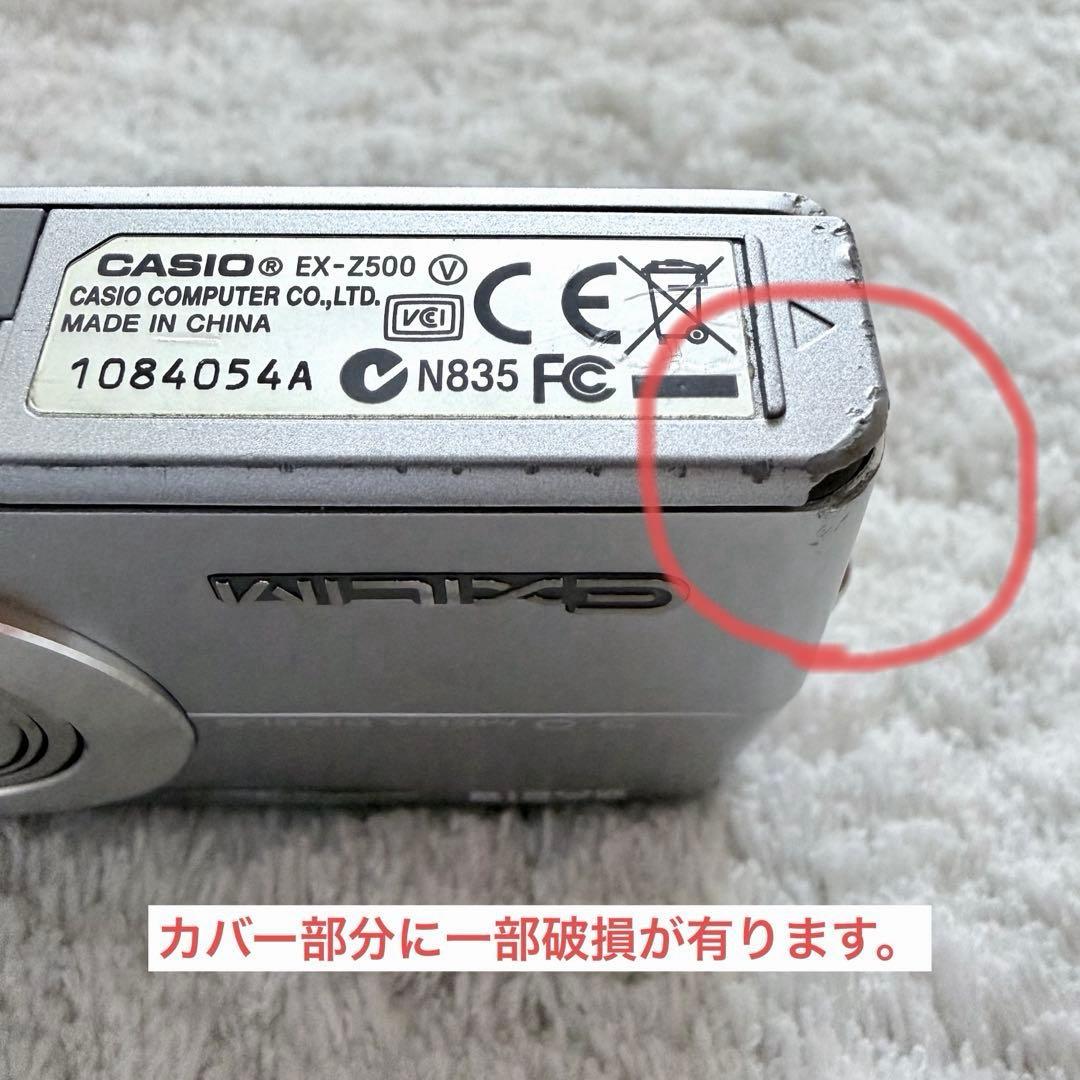 CASIO® EX-Z500 Ⓥ
CASIO COMPUTER CO.,LTD.
MADE IN CHINA
VCI
CE
1084054A
N835 FC
EXILIM
カバー部分に一部破損が有ります。